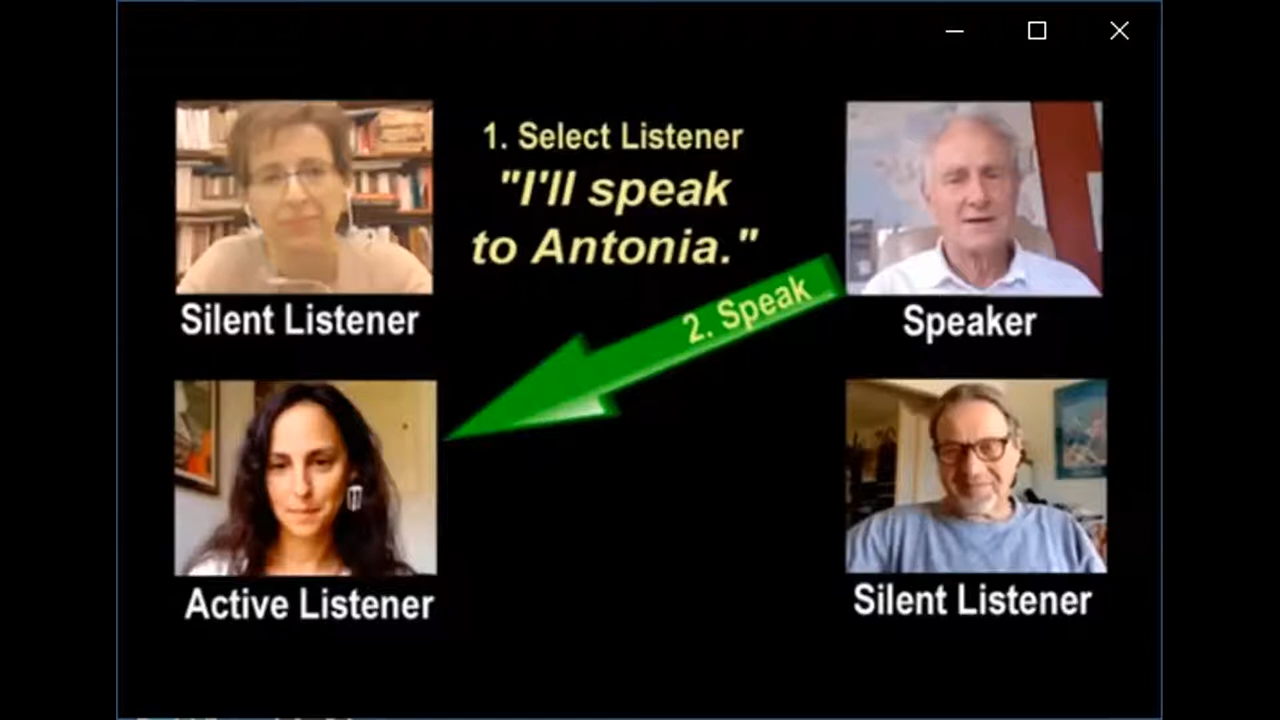 1. Select Listener
"I'll speak
to Antonia."
2. Speak
Silent Listener
Speaker
Active Listener
Silent Listener